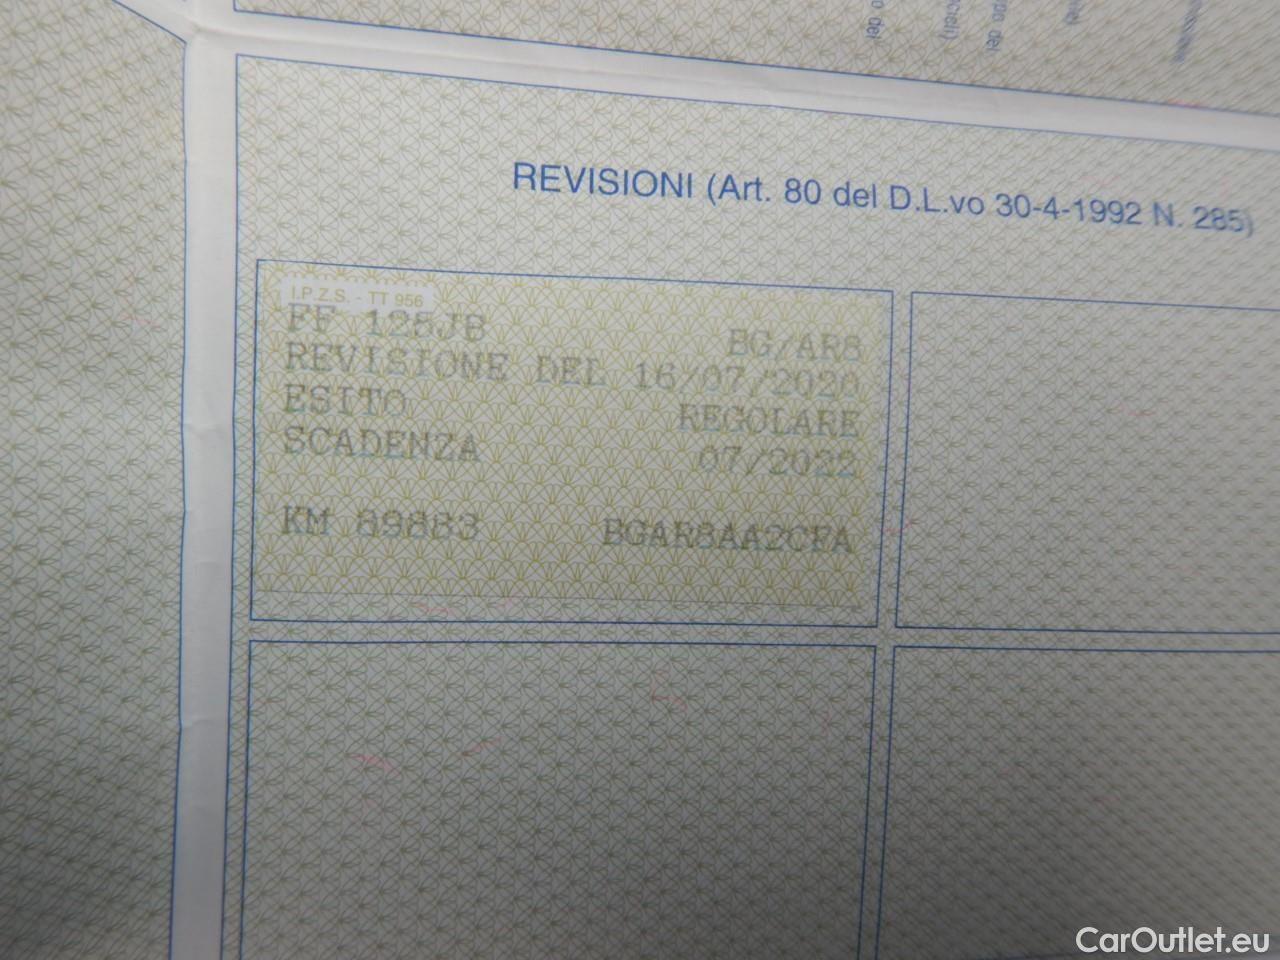 REVISIONI (Art. 80 del D.L.vo 30-4-1992 N. 285)
I.P.Z.S. - TT 956
FF 125JB BG/AR8
REVISIONE DEL 16/07/2020
ESITO REGOLARE
SCADENZA 07/2022
KM 89883 BGAR8AA2CFA
CarOutlet.eu